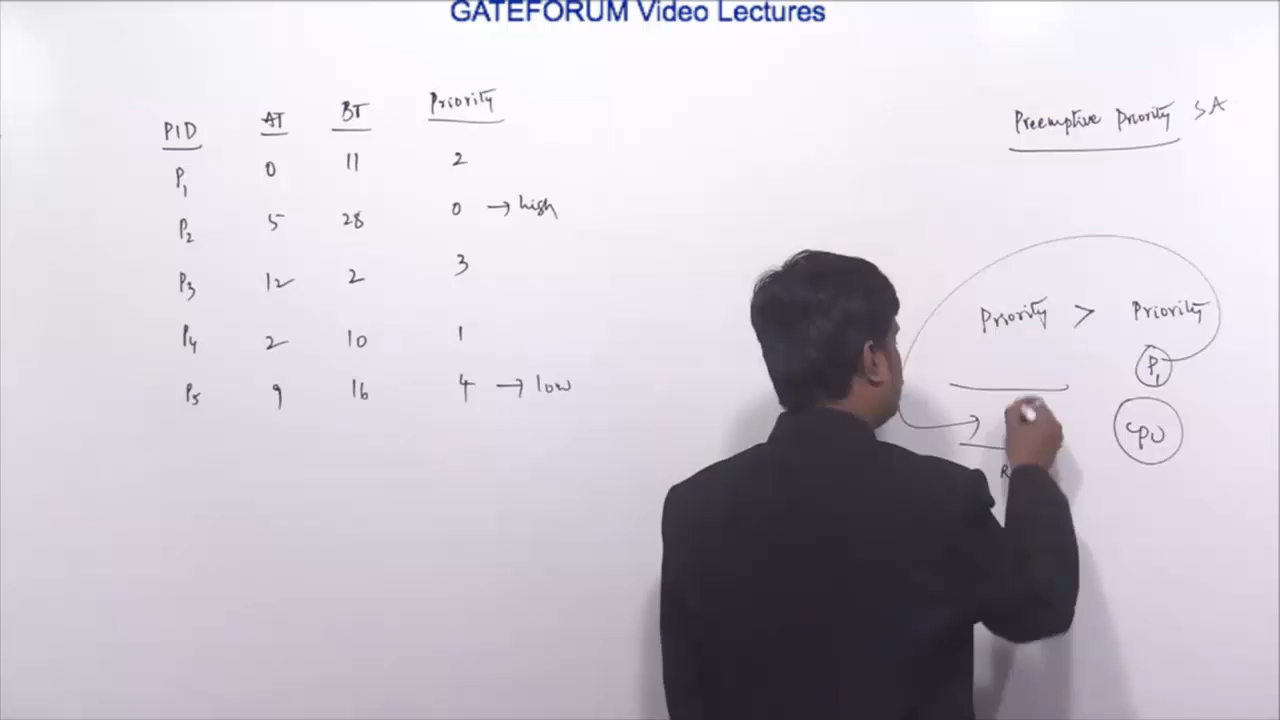 GATEFORUM Video Lectures
PID AT BT Priority
P1 0 11 2
P2 5 28 0 → high
P3 12 2 3
P4 2 10 1
P5 9 16 4 → low
Preemptive Priority SA
Priority > Priority
P1
CPU